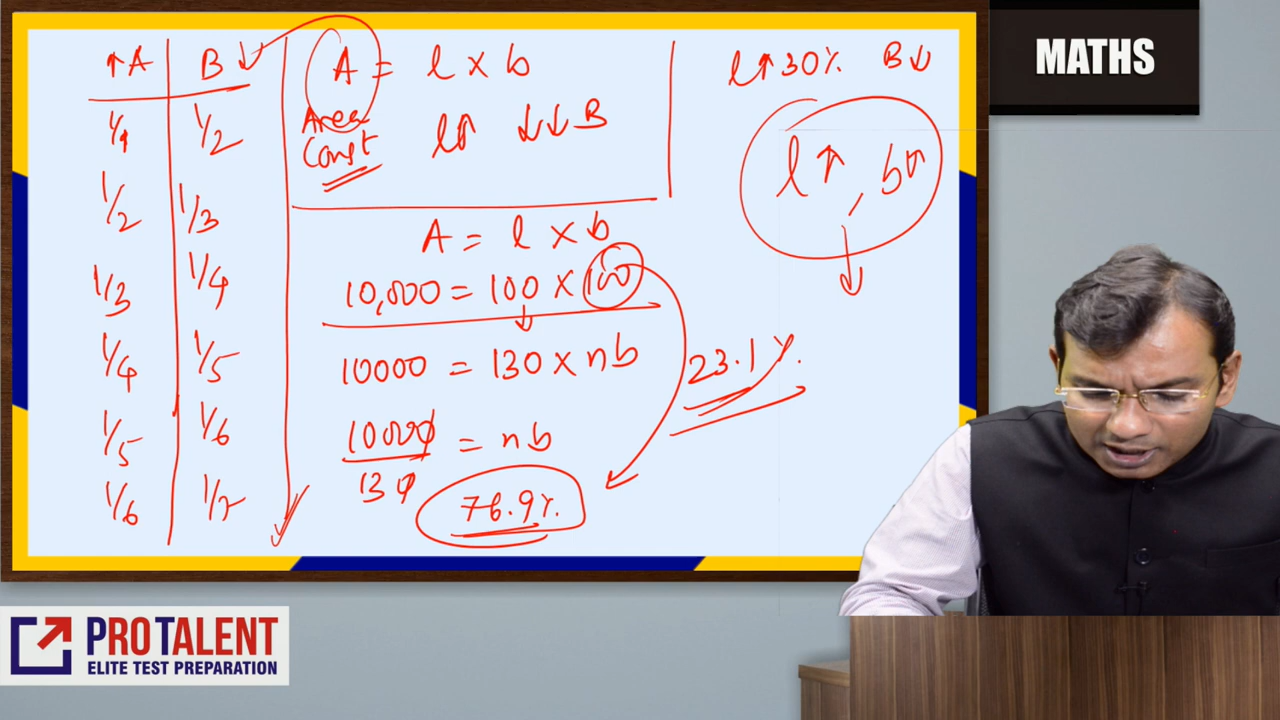 ↑A | B↓
1/1 | 1/2
1/2 | 1/3
1/3 | 1/4
1/4 | 1/5
1/5 | 1/6
1/6 | 1/7
A = l × b
Area
Const
l↑ ↓↓B
A = l × b
10,000 = 100 × 100
10000 = 130 × nb
10000/130 = nb
76.9%.
23.1%.
l↑30% B↓
l↑, b↑
↓
MATHS
PROTALENT
ELITE TEST PREPARATION